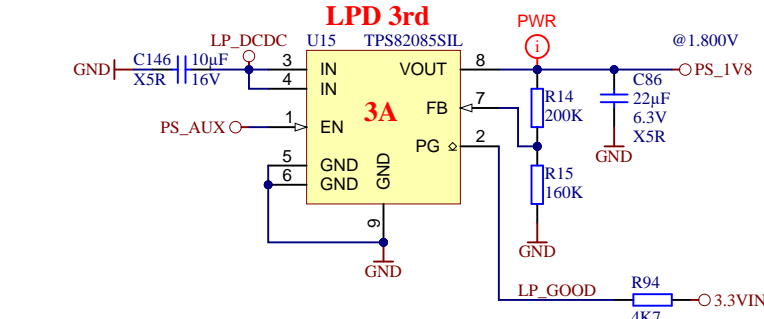 LPD 3rd
PWR
LP_DCDC
U15 TPS82085SIL
@1.800V
i
GND
C146 10µF
X5R 16V
3 IN
4 IN
VOUT 8
PS_1V8
C86
22µF
6.3V
X5R
GND
FB 7
R14
200K
3A
PS_AUX 1 EN
PG 2
5 GND
6 GND
GND
9
R15
160K
GND
GND
LP_GOOD
R94
4K7
3.3VIN